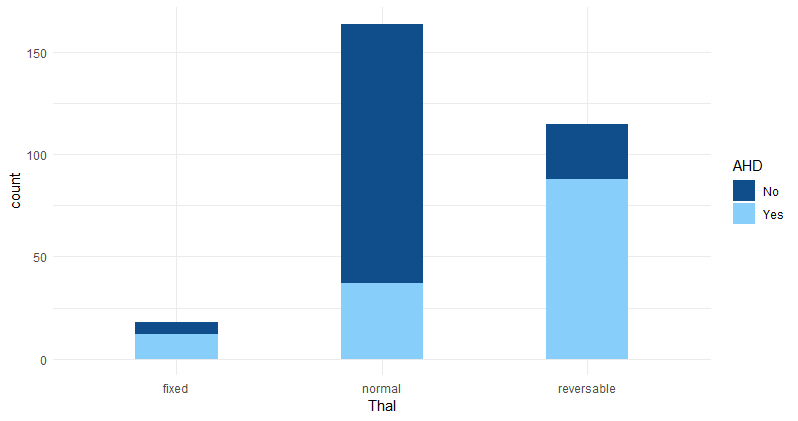 count
150
100
50
0
fixed normal reversable
Thal
AHD
No
Yes